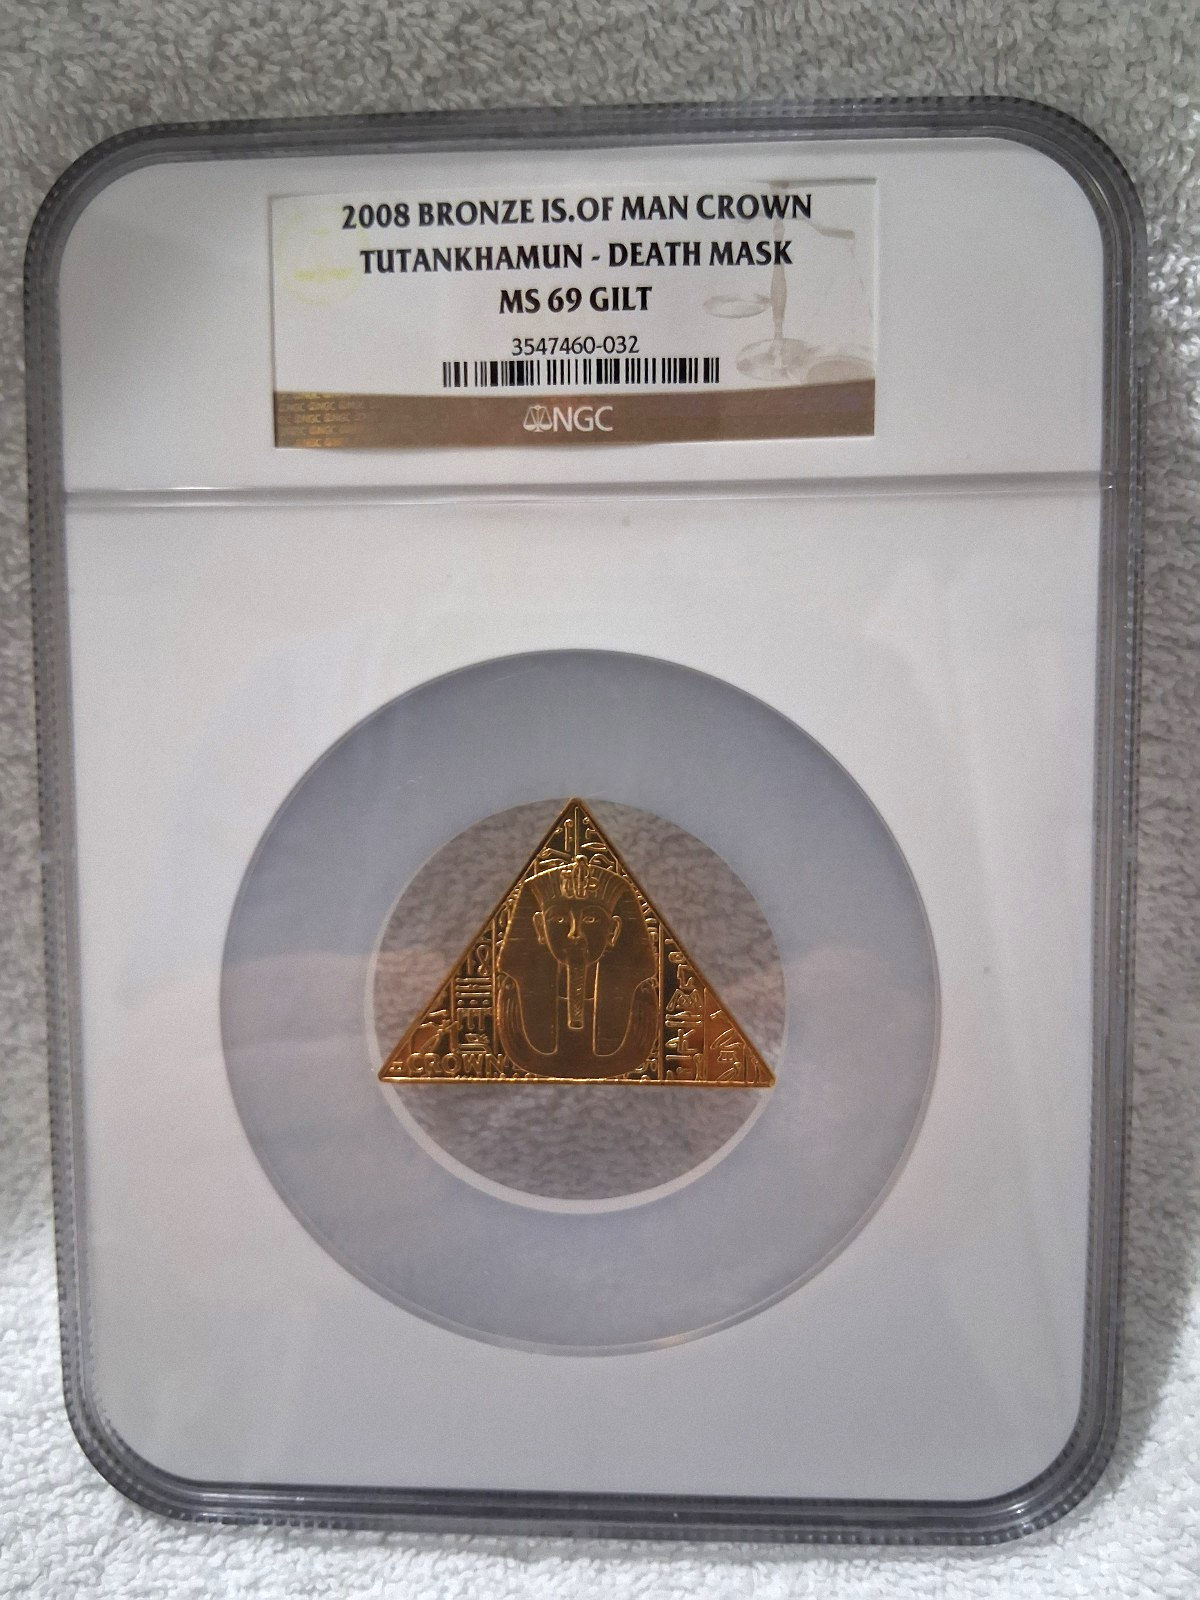 2008 BRONZE IS.OF MAN CROWN
TUTANKHAMUN - DEATH MASK
MS 69 GILT
3547460-032
NGC
CROWN